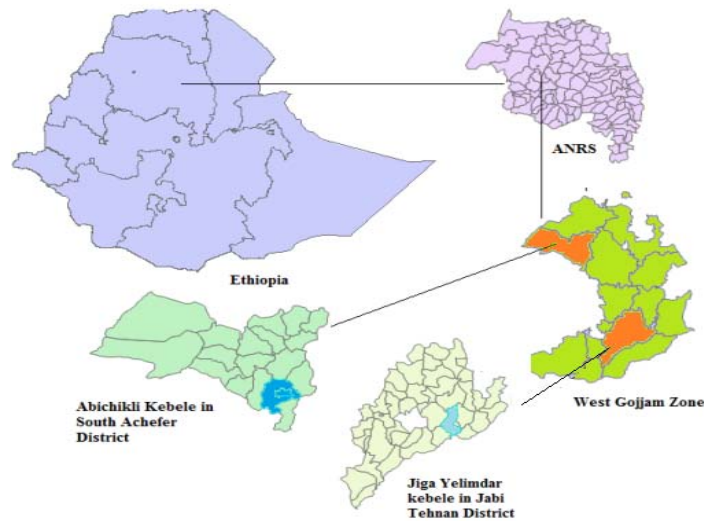 ANRS
Ethiopia
West Gojjam Zone
Abichikli Kebele in
South Achefer
District
Jiga Yelimdar
kebele in Jabi
Tehnan District